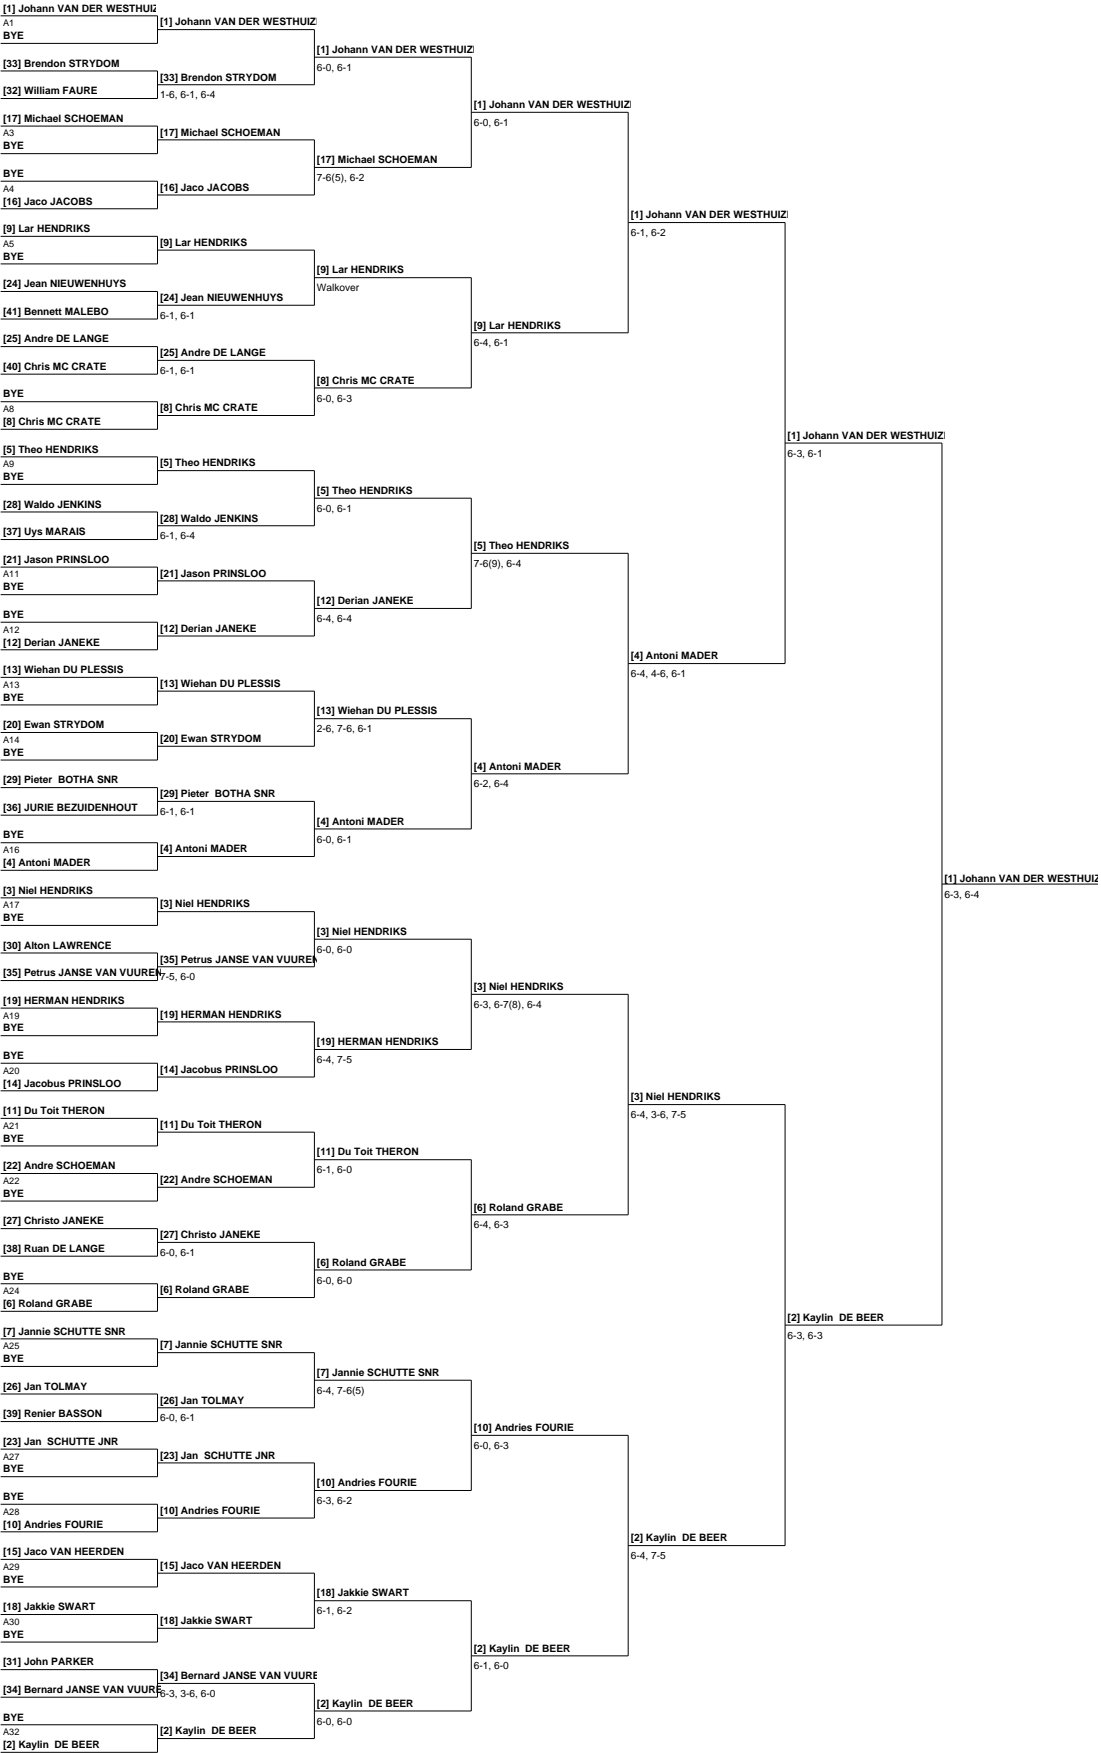 [1] Johann VAN DER WESTHUIZ
A1
BYE
[33] Brendon STRYDOM
[32] William FAURE
[17] Michael SCHOEMAN
A3
BYE
BYE
A4
[16] Jaco JACOBS
[9] Lar HENDRIKS
A5
BYE
[24] Jean NIEUWENHUYS
[41] Bennett MALEBO
[25] Andre DE LANGE
[40] Chris MC CRATE
BYE
A8
[8] Chris MC CRATE
[5] Theo HENDRIKS
A9
BYE
[28] Waldo JENKINS
[37] Uys MARAIS
[21] Jason PRINSLOO
A11
BYE
BYE
A12
[12] Derian JANEKE
[13] Wiehan DU PLESSIS
A13
BYE
[20] Ewan STRYDOM
A14
BYE
[29] Pieter  BOTHA SNR
[36] JURIE BEZUIDENHOUT
BYE
A16
[4] Antoni MADER
[3] Niel HENDRIKS
A17
BYE
[30] Alton LAWRENCE
[35] Petrus JANSE VAN VUUREN
[19] HERMAN HENDRIKS
A19
BYE
BYE
A20
[14] Jacobus PRINSLOO
[11] Du Toit THERON
A21
BYE
[22] Andre SCHOEMAN
A22
BYE
[27] Christo JANEKE
[38] Ruan DE LANGE
BYE
A24
[6] Roland GRABE
[7] Jannie SCHUTTE SNR
A25
BYE
[26] Jan TOLMAY
[39] Renier BASSON
[23] Jan  SCHUTTE JNR
A27
BYE
BYE
A28
[10] Andries FOURIE
[15] Jaco VAN HEERDEN
A29
BYE
[18] Jakkie SWART
A30
BYE
[31] John PARKER
[34] Bernard JANSE VAN VUURE
BYE
A32
[2] Kaylin  DE BEER
[1] Johann VAN DER WESTHUIZ
[33] Brendon STRYDOM
1-6, 6-1, 6-4
[17] Michael SCHOEMAN
[16] Jaco JACOBS
[9] Lar HENDRIKS
[24] Jean NIEUWENHUYS
6-1, 6-1
[25] Andre DE LANGE
6-1, 6-1
[8] Chris MC CRATE
[5] Theo HENDRIKS
[28] Waldo JENKINS
6-1, 6-4
[21] Jason PRINSLOO
[12] Derian JANEKE
[13] Wiehan DU PLESSIS
[20] Ewan STRYDOM
[29] Pieter  BOTHA SNR
6-1, 6-1
[4] Antoni MADER
[3] Niel HENDRIKS
[35] Petrus JANSE VAN VUUREN
7-5, 6-0
[19] HERMAN HENDRIKS
[14] Jacobus PRINSLOO
[11] Du Toit THERON
[22] Andre SCHOEMAN
[27] Christo JANEKE
6-0, 6-1
[6] Roland GRABE
[7] Jannie SCHUTTE SNR
[26] Jan TOLMAY
6-0, 6-1
[23] Jan  SCHUTTE JNR
[10] Andries FOURIE
[15] Jaco VAN HEERDEN
[18] Jakkie SWART
[34] Bernard JANSE VAN VUURE
6-3, 3-6, 6-0
[2] Kaylin  DE BEER
[1] Johann VAN DER WESTHUIZ
6-0, 6-1
[17] Michael SCHOEMAN
7-6(5), 6-2
[9] Lar HENDRIKS
Walkover
[8] Chris MC CRATE
6-0, 6-3
[5] Theo HENDRIKS
6-0, 6-1
[12] Derian JANEKE
6-4, 6-4
[13] Wiehan DU PLESSIS
2-6, 7-6, 6-1
[4] Antoni MADER
6-0, 6-1
[3] Niel HENDRIKS
6-0, 6-0
[19] HERMAN HENDRIKS
6-4, 7-5
[11] Du Toit THERON
6-1, 6-0
[6] Roland GRABE
6-0, 6-0
[7] Jannie SCHUTTE SNR
6-4, 7-6(5)
[10] Andries FOURIE
6-3, 6-2
[18] Jakkie SWART
6-1, 6-2
[2] Kaylin  DE BEER
6-0, 6-0
[1] Johann VAN DER WESTHUIZ
6-0, 6-1
[9] Lar HENDRIKS
6-4, 6-1
[5] Theo HENDRIKS
7-6(9), 6-4
[4] Antoni MADER
6-2, 6-4
[3] Niel HENDRIKS
6-3, 6-7(8), 6-4
[6] Roland GRABE
6-4, 6-3
[10] Andries FOURIE
6-0, 6-3
[2] Kaylin  DE BEER
6-1, 6-0
[1] Johann VAN DER WESTHUIZ
6-1, 6-2
[4] Antoni MADER
6-4, 4-6, 6-1
[3] Niel HENDRIKS
6-4, 3-6, 7-5
[2] Kaylin  DE BEER
6-4, 7-5
[1] Johann VAN DER WESTHUIZ
6-3, 6-1
[2] Kaylin  DE BEER
6-3, 6-3
[1] Johann VAN DER WESTHUIZ
6-3, 6-4